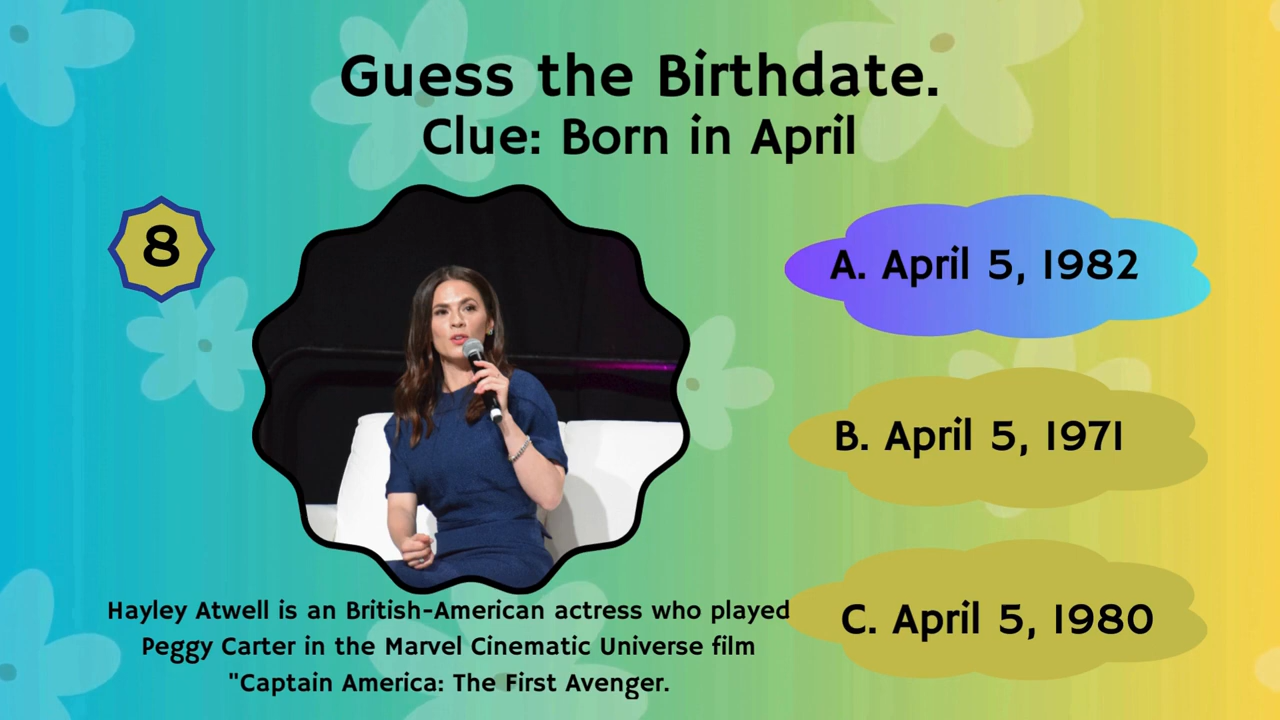 Guess the Birthdate.
Clue: Born in April
8
A. April 5, 1982
B. April 5, 1971
C. April 5, 1980
Hayley Atwell is an British-American actress who played
Peggy Carter in the Marvel Cinematic Universe film
"Captain America: The First Avenger.